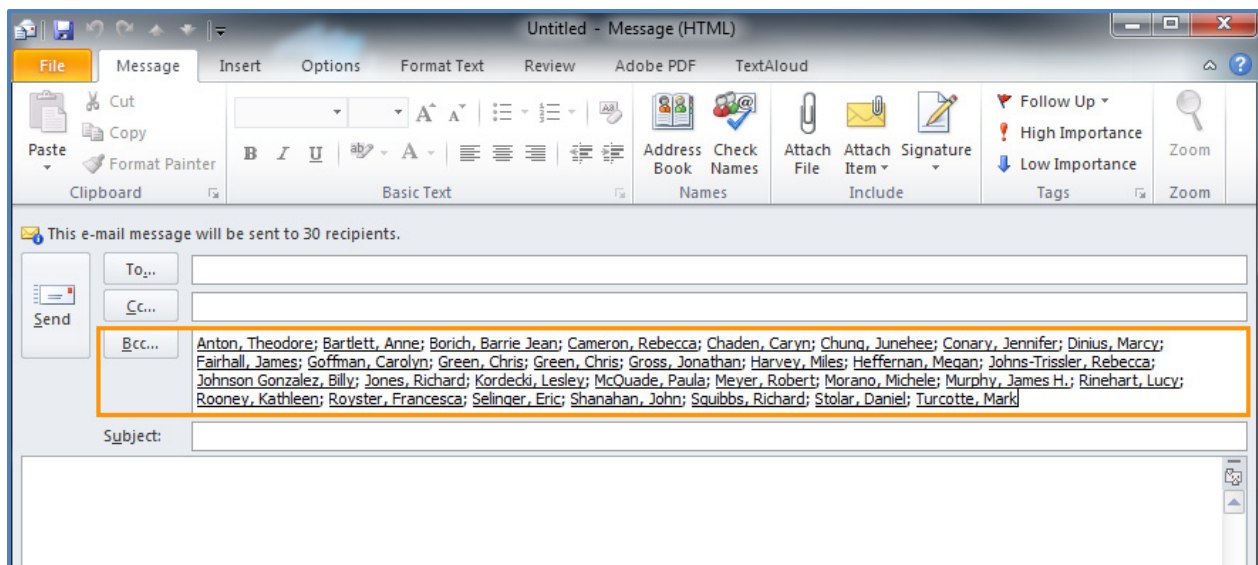 Untitled - Message (HTML)
File Message Insert Options Format Text Review Adobe PDF TextAloud
Paste
Cut
Copy
Format Painter
Clipboard
B I U
Basic Text
Address Book
Check Names
Names
Attach File
Attach Item
Signature
Include
Follow Up
High Importance
Low Importance
Tags
Zoom
Zoom
This e-mail message will be sent to 30 recipients.
Send
To...
Cc...
Bcc...
Anton, Theodore; Bartlett, Anne; Borich, Barrie Jean; Cameron, Rebecca; Chaden, Caryn; Chung, Junehee; Conary, Jennifer; Dinius, Marcy;
Fairhall, James; Goffman, Carolyn; Green, Chris; Green, Chris; Gross, Jonathan; Harvey, Miles; Heffernan, Megan; Johns-Trissler, Rebecca;
Johnson Gonzalez, Billy; Jones, Richard; Kordecki, Lesley; McQuade, Paula; Meyer, Robert; Morano, Michele; Murphy, James H.; Rinehart, Lucy;
Rooney, Kathleen; Royster, Francesca; Selinger, Eric; Shanahan, John; Squibbs, Richard; Stolar, Daniel; Turcotte, Mark
Subject: